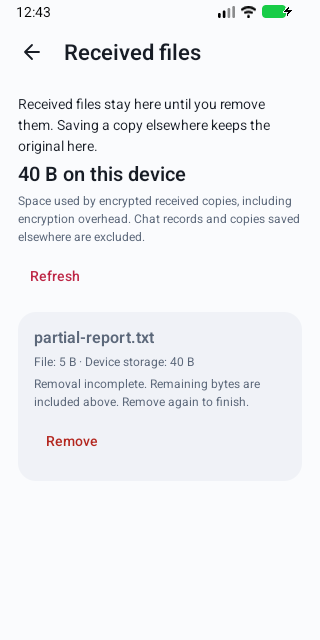 12:43
Received files
Received files stay here until you remove
them. Saving a copy elsewhere keeps the
original here.
40 B on this device
Space used by encrypted received copies, including
encryption overhead. Chat records and copies saved
elsewhere are excluded.
Refresh
partial-report.txt
File: 5 B · Device storage: 40 B
Removal incomplete. Remaining bytes are
included above. Remove again to finish.
Remove